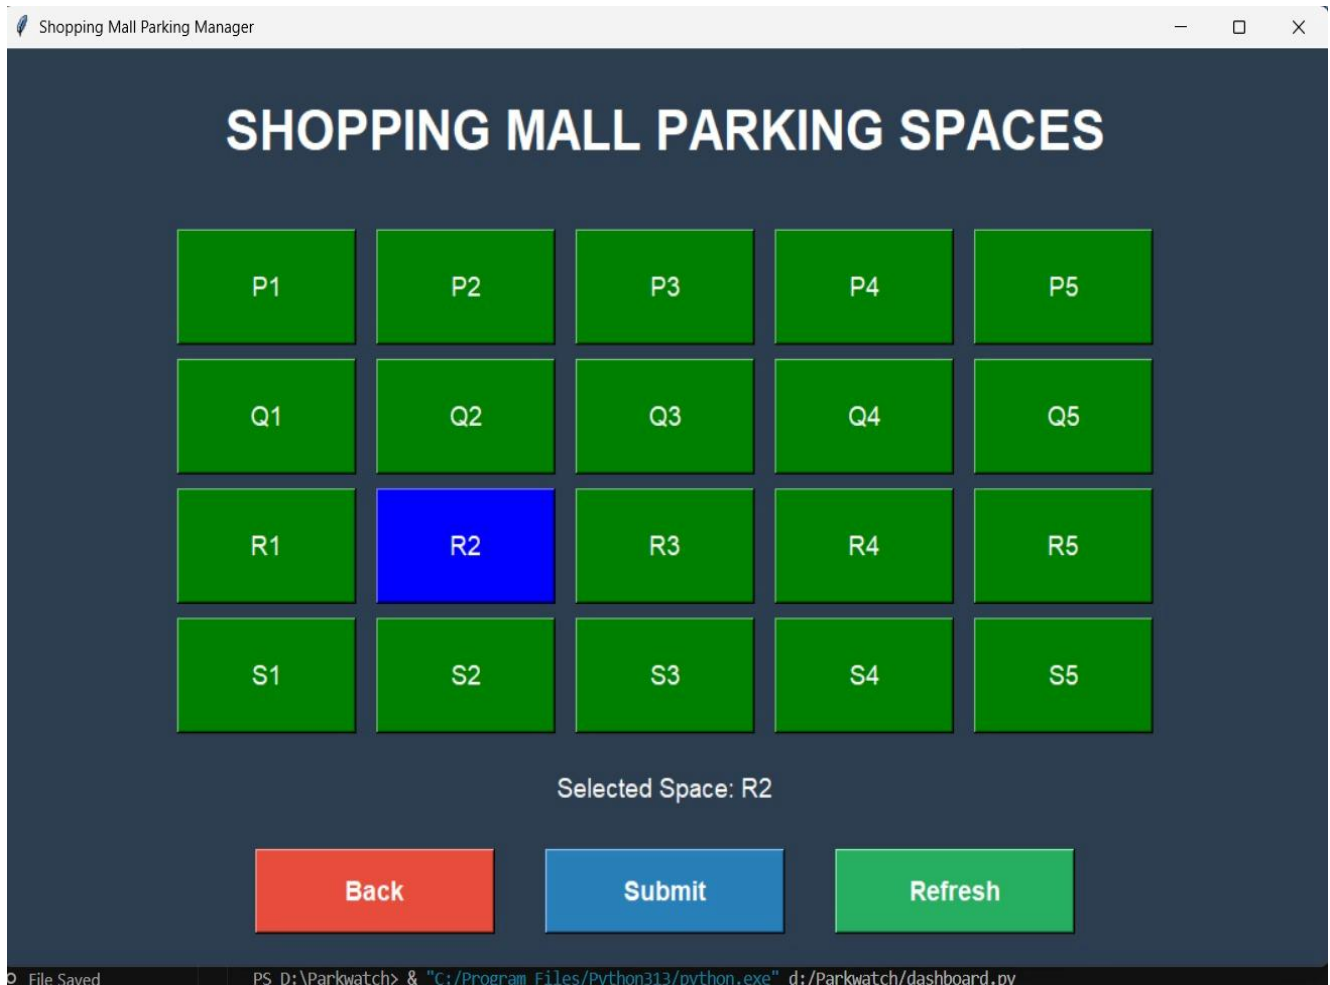 Shopping Mall Parking Manager
SHOPPING MALL PARKING SPACES
P1 P2 P3 P4 P5
Q1 Q2 Q3 Q4 Q5
R1 R2 R3 R4 R5
S1 S2 S3 S4 S5
Selected Space: R2
Back Submit Refresh
File Saved PS D:\Parkwatch> & "C:/Program Files/Python313/python.exe" d:/Parkwatch/dashboard.py